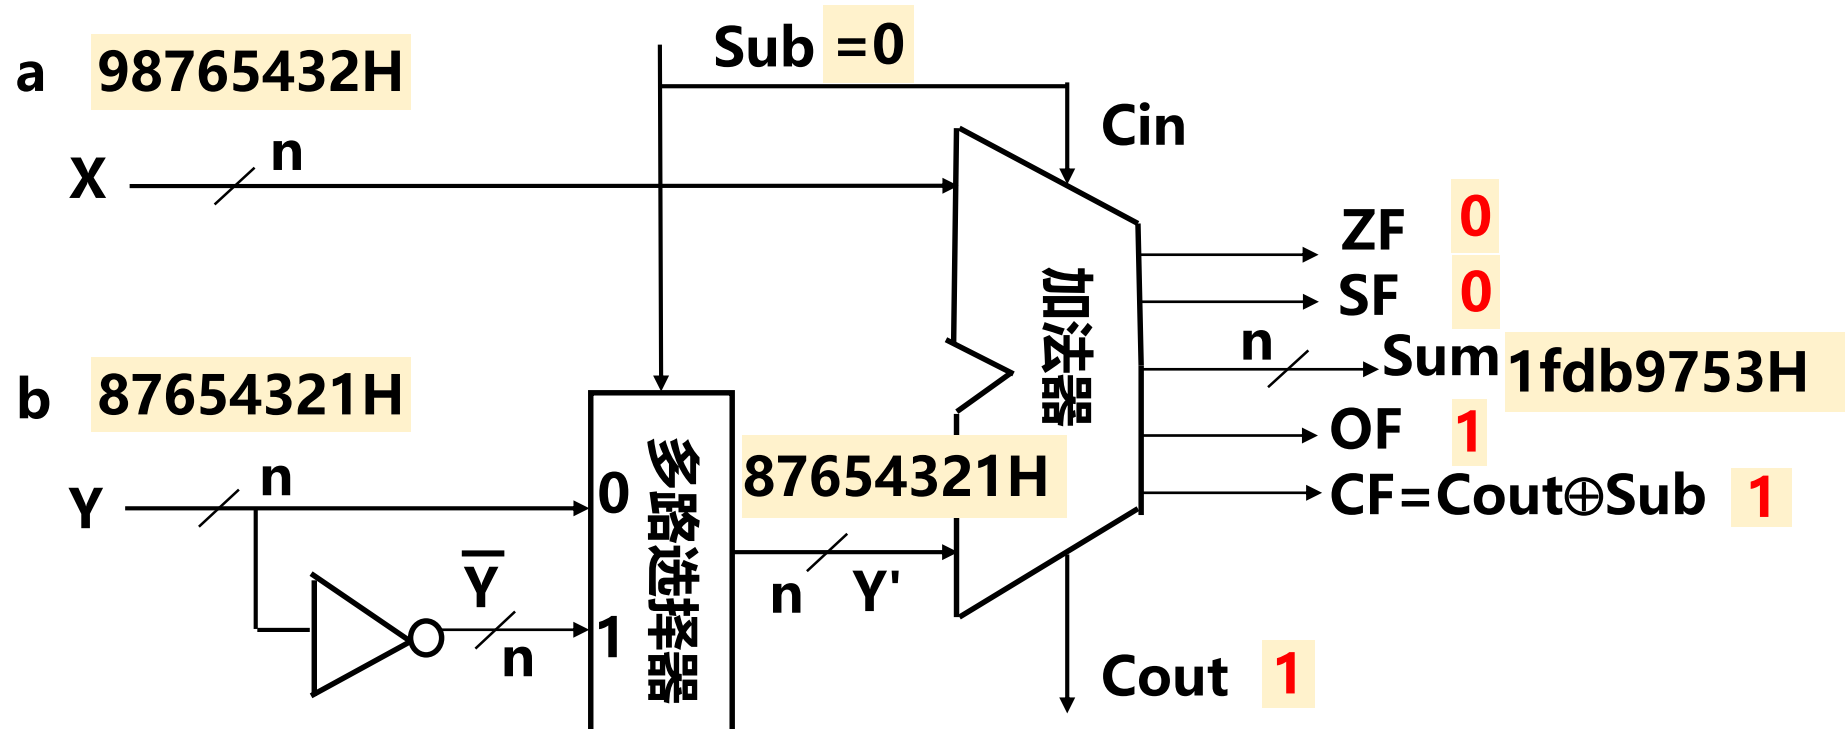 Sub =0
a 98765432H
Cin
n
X
ZF 0
SF 0
加法器
n
Sum 1fdb9753H
b 87654321H
OF 1
多路选择器
87654321H
n
0
CF=Cout⊕Sub 1
Y
Y
n Y'
1
n
Cout 1